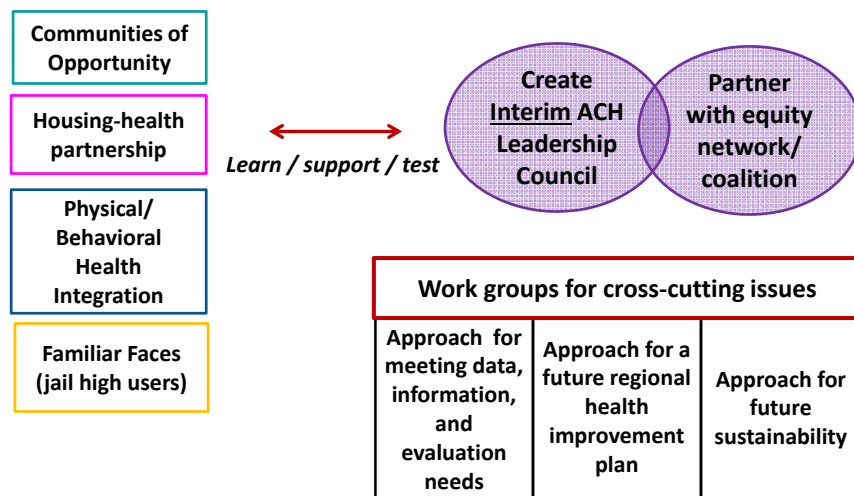 Communities of
Opportunity
Housing-health
partnership
Physical/
Behavioral
Health
Integration
Familiar Faces
(jail high users)
Learn / support / test
Create
Interim ACH
Leadership
Council
Partner
with equity
network/
coalition
Work groups for cross-cutting issues
Approach for
meeting data,
information,
and
evaluation
needs
Approach for a
future regional
health
improvement
plan
Approach for
future
sustainability